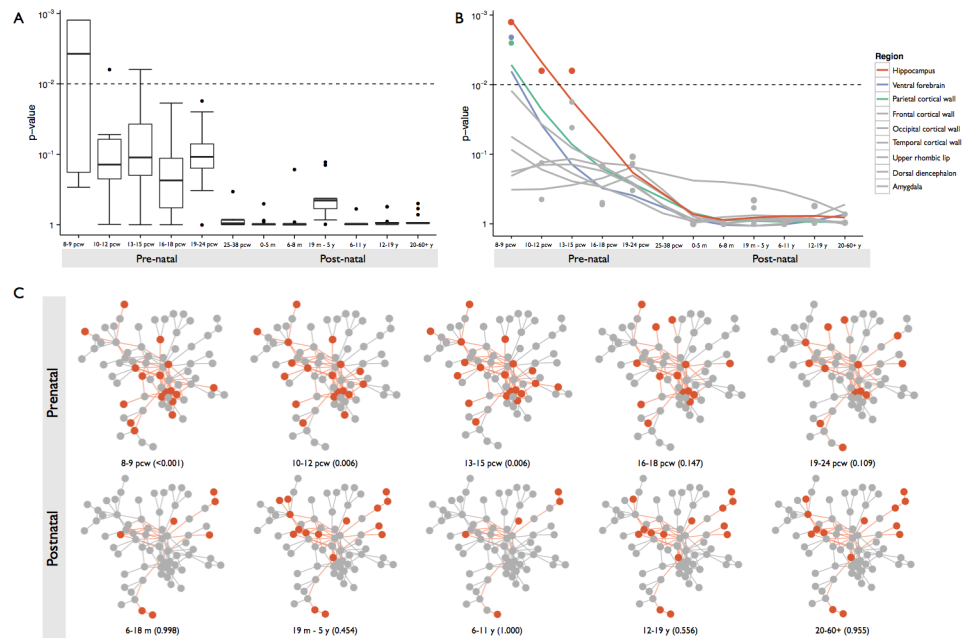 A
p-value
10⁻³
10⁻²
10⁻¹
1
8-9 pcw 10-12 pcw 13-15 pcw 16-18 pcw 19-24 pcw 25-38 pcw 0-5 m 6-8 m 19 m - 5 y 6-11 y 12-19 y 20-60+ y
Pre-natal Post-natal
B
p-value
10⁻³
10⁻²
10⁻¹
1
8-9 pcw 10-12 pcw 13-15 pcw 16-18 pcw 19-24 pcw 25-38 pcw 0-5 m 6-8 m 19 m - 5 y 6-11 y 12-19 y 20-60+ y
Pre-natal Post-natal
Region
Hippocampus
Ventral forebrain
Parietal cortical wall
Frontal cortical wall
Occipital cortical wall
Temporal cortical wall
Upper rhombic lip
Dorsal diencephalon
Amygdala
C
Prenatal
8-9 pcw (<0.001) 10-12 pcw (0.006) 13-15 pcw (0.006) 16-18 pcw (0.147) 19-24 pcw (0.109)
Postnatal
6-18 m (0.998) 19 m - 5 y (0.454) 6-11 y (1.000) 12-19 y (0.556) 20-60+ (0.955)